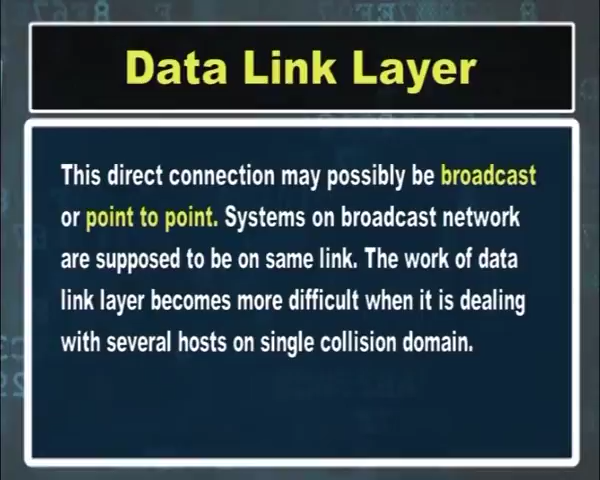 Data Link Layer
This direct connection may possibly be broadcast
or point to point. Systems on broadcast network
are supposed to be on same link. The work of data
link layer becomes more difficult when it is dealing
with several hosts on single collision domain.